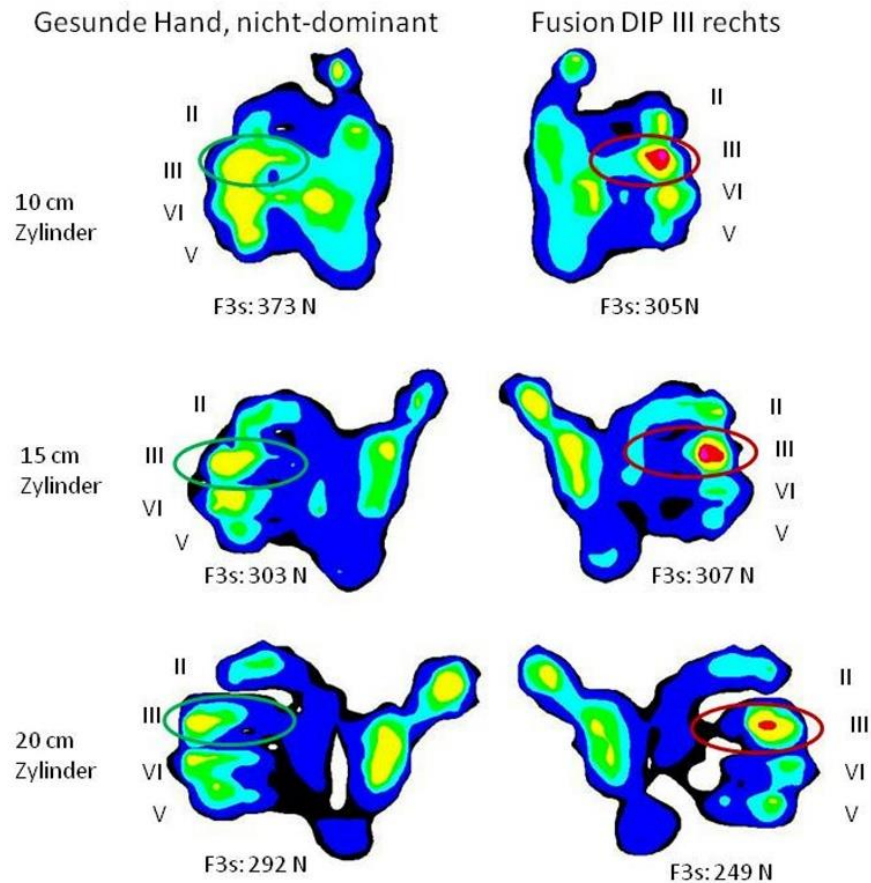 Gesunde Hand, nicht-dominant
Fusion DIP III rechts
10 cm
Zylinder
II
III
VI
V
F3s: 373 N
II
III
VI
V
F3s: 305N
15 cm
Zylinder
II
III
VI
V
F3s: 303 N
II
III
VI
V
F3s: 307 N
20 cm
Zylinder
II
III
VI
V
F3s: 292 N
II
III
VI
V
F3s: 249 N